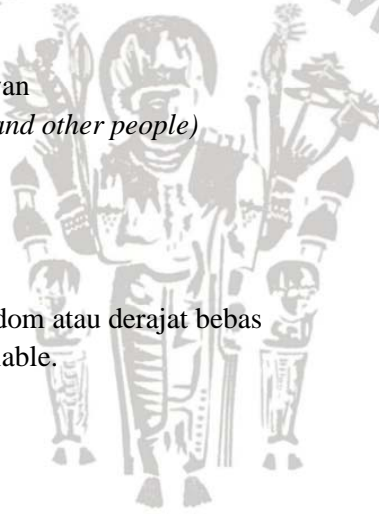 an
and other people)
dom atau derajat bebas
able.